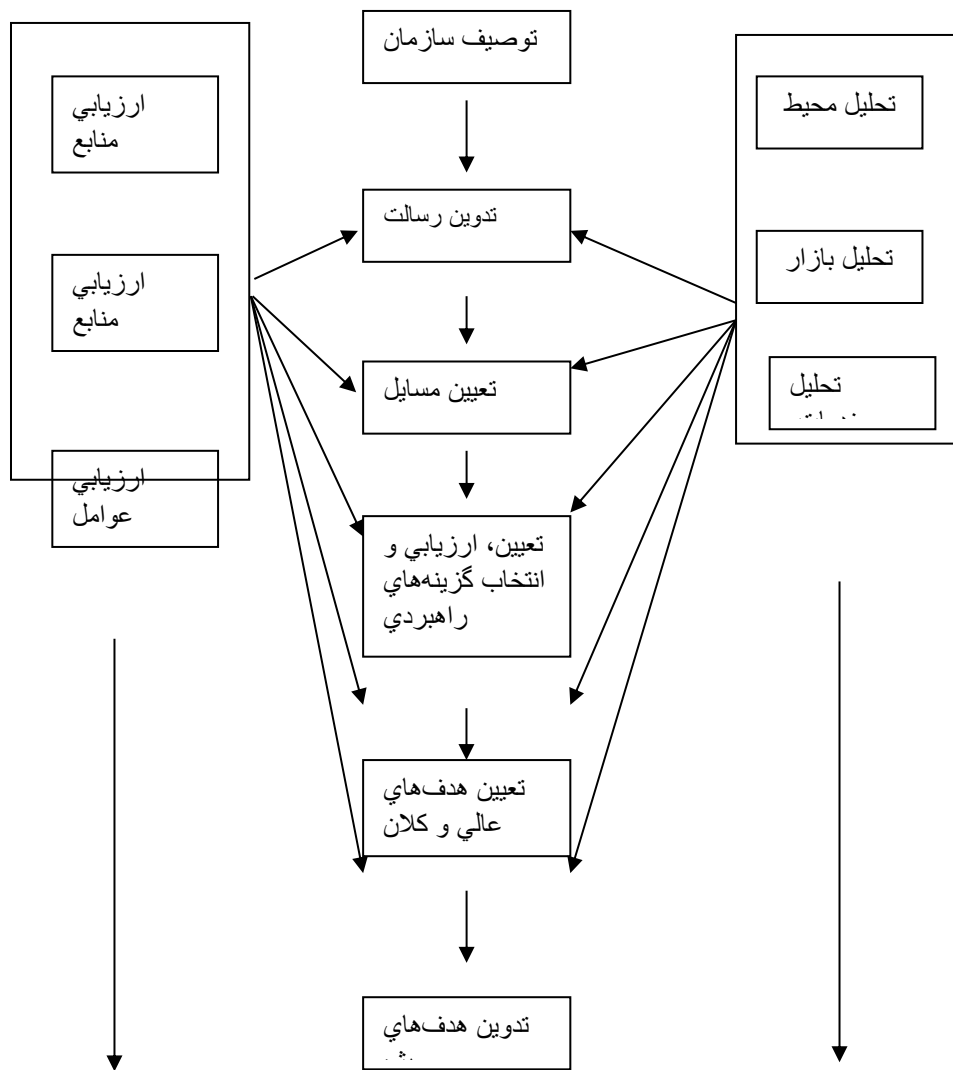 توصيف سازمان
تحليل محيط
ارزيابي
منابع
تدوين رسالت
تحليل بازار
ارزيابي
منابع
تعيين مسايل
تحليل
ارزيابي
عوامل
تعيين، ارزيابي و
انتخاب گزينه‌هاي
راهبردي
تعيين هدف‌هاي
عالي و كلان
تدوين هدف‌هاي